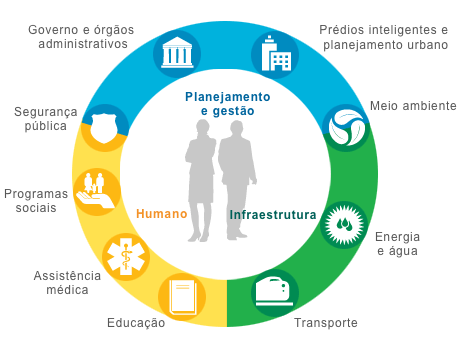 Governo e órgãos
administrativos
Prédios inteligentes e
planejamento urbano
Planejamento
e gestão
Segurança
pública
Meio ambiente
Programas
sociais
Humano
Infraestrutura
Energia
e água
Assistência
médica
Educação
Transporte